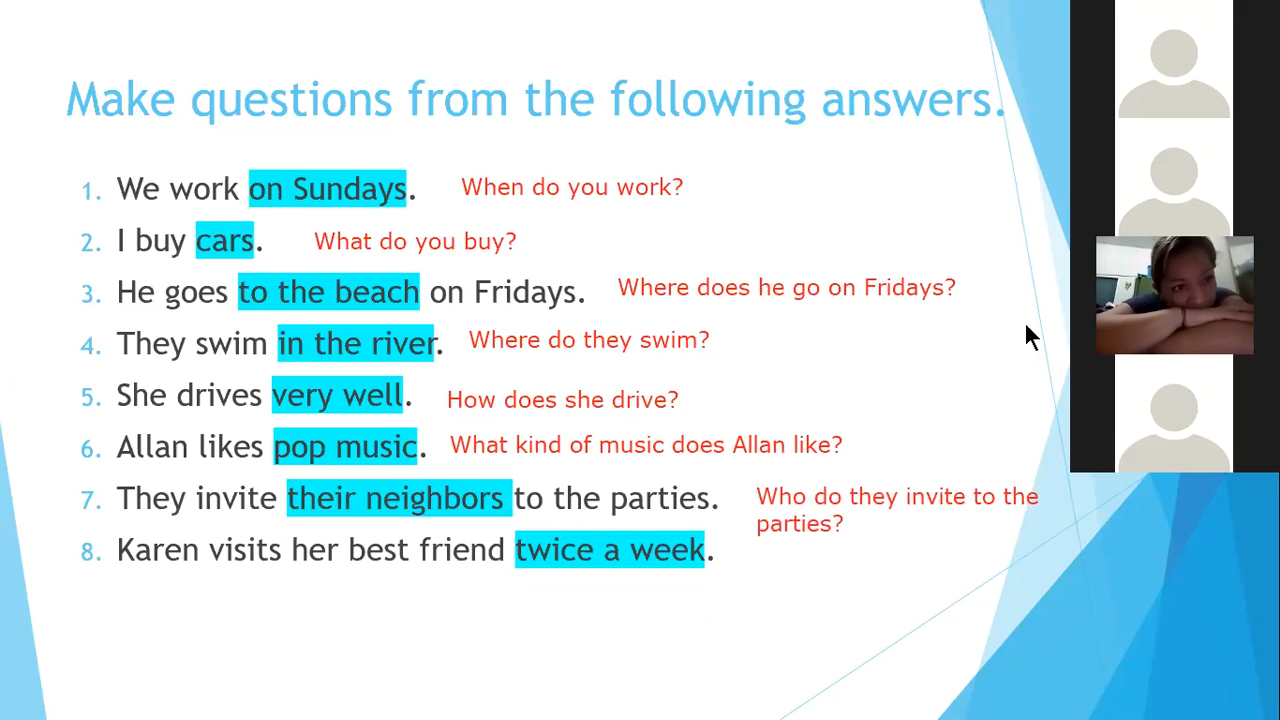 Make questions from the following answers.
1. We work on Sundays. When do you work?
2. I buy cars. What do you buy?
3. He goes to the beach on Fridays. Where does he go on Fridays?
4. They swim in the river. Where do they swim?
5. She drives very well. How does she drive?
6. Allan likes pop music. What kind of music does Allan like?
7. They invite their neighbors to the parties. Who do they invite to the
parties?
8. Karen visits her best friend twice a week.